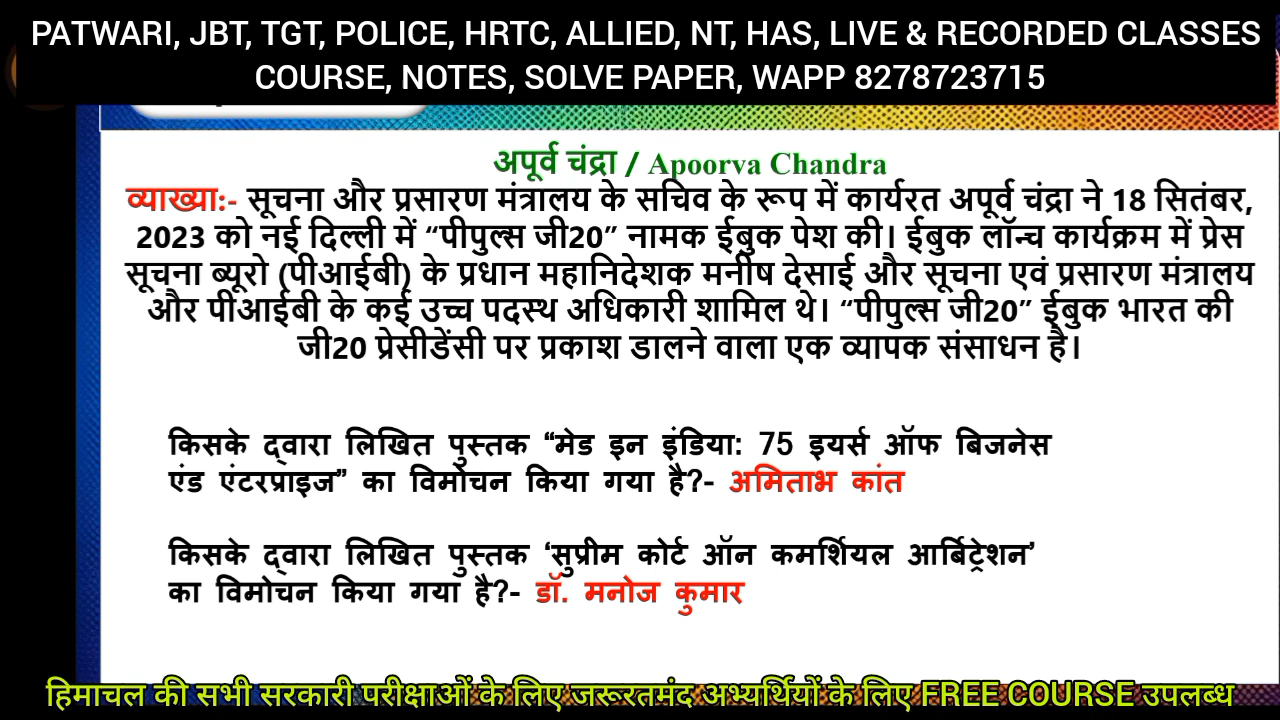 PATWARI, JBT, TGT, POLICE, HRTC, ALLIED, NT, HAS, LIVE & RECORDED CLASSES
COURSE, NOTES, SOLVE PAPER, WAPP 8278723715
अपूर्व चंद्रा / Apoorva Chandra
व्याख्या:- सूचना और प्रसारण मंत्रालय के सचिव के रूप में कार्यरत अपूर्व चंद्रा ने 18 सितंबर,
2023 को नई दिल्ली में “पीपुल्स जी20” नामक ईबुक पेश की। ईबुक लॉन्च कार्यक्रम में प्रेस
सूचना ब्यूरो (पीआईबी) के प्रधान महानिदेशक मनीष देसाई और सूचना एवं प्रसारण मंत्रालय
और पीआईबी के कई उच्च पदस्थ अधिकारी शामिल थे। “पीपुल्स जी20” ईबुक भारत की
जी20 प्रेसीडेंसी पर प्रकाश डालने वाला एक व्यापक संसाधन है।
किसके द्वारा लिखित पुस्तक “मेड इन इंडिया: 75 इयर्स ऑफ बिजनेस
एंड एंटरप्राइज” का विमोचन किया गया है?- अमिताभ कांत
किसके द्वारा लिखित पुस्तक ‘सुप्रीम कोर्ट ऑन कमर्शियल आर्बिट्रेशन’
का विमोचन किया गया है?- डॉ. मनोज कुमार
हिमाचल की सभी सरकारी परीक्षाओं के लिए जरूरतमंद अभ्यर्थियों के लिए FREE COURSE उपलब्ध